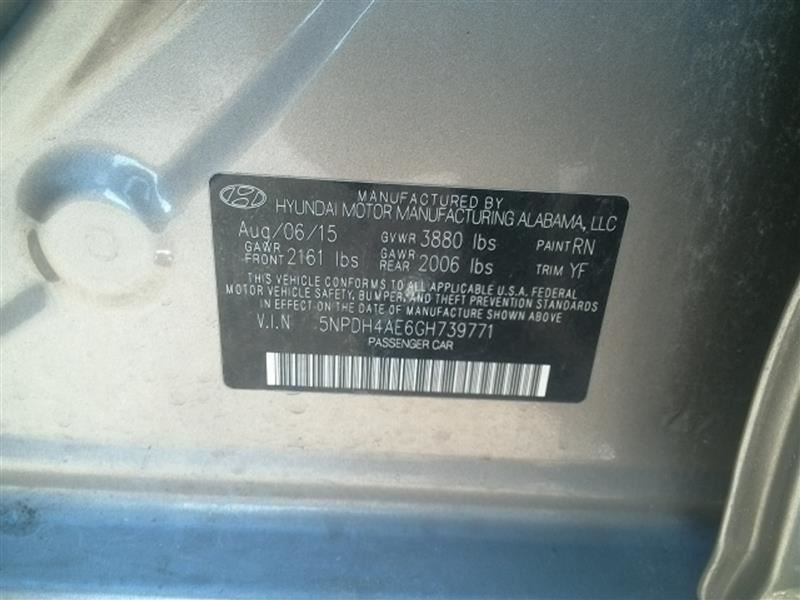 MANUFACTURED BY
HYUNDAI MOTOR MANUFACTURING ALABAMA, LLC
Aug/06/15 GVWR 3880 lbs PAINT RN
GAWR FRONT 2161 lbs GAWR REAR 2006 lbs TRIM YF
THIS VEHICLE CONFORMS TO ALL APPLICABLE U.S.A. FEDERAL
MOTOR VEHICLE SAFETY, BUMPER, AND THEFT PREVENTION STANDARDS
IN EFFECT ON THE DATE OF MANUFACTURE SHOWN ABOVE.
V.I.N 5NPDH4AE6GH739771
PASSENGER CAR